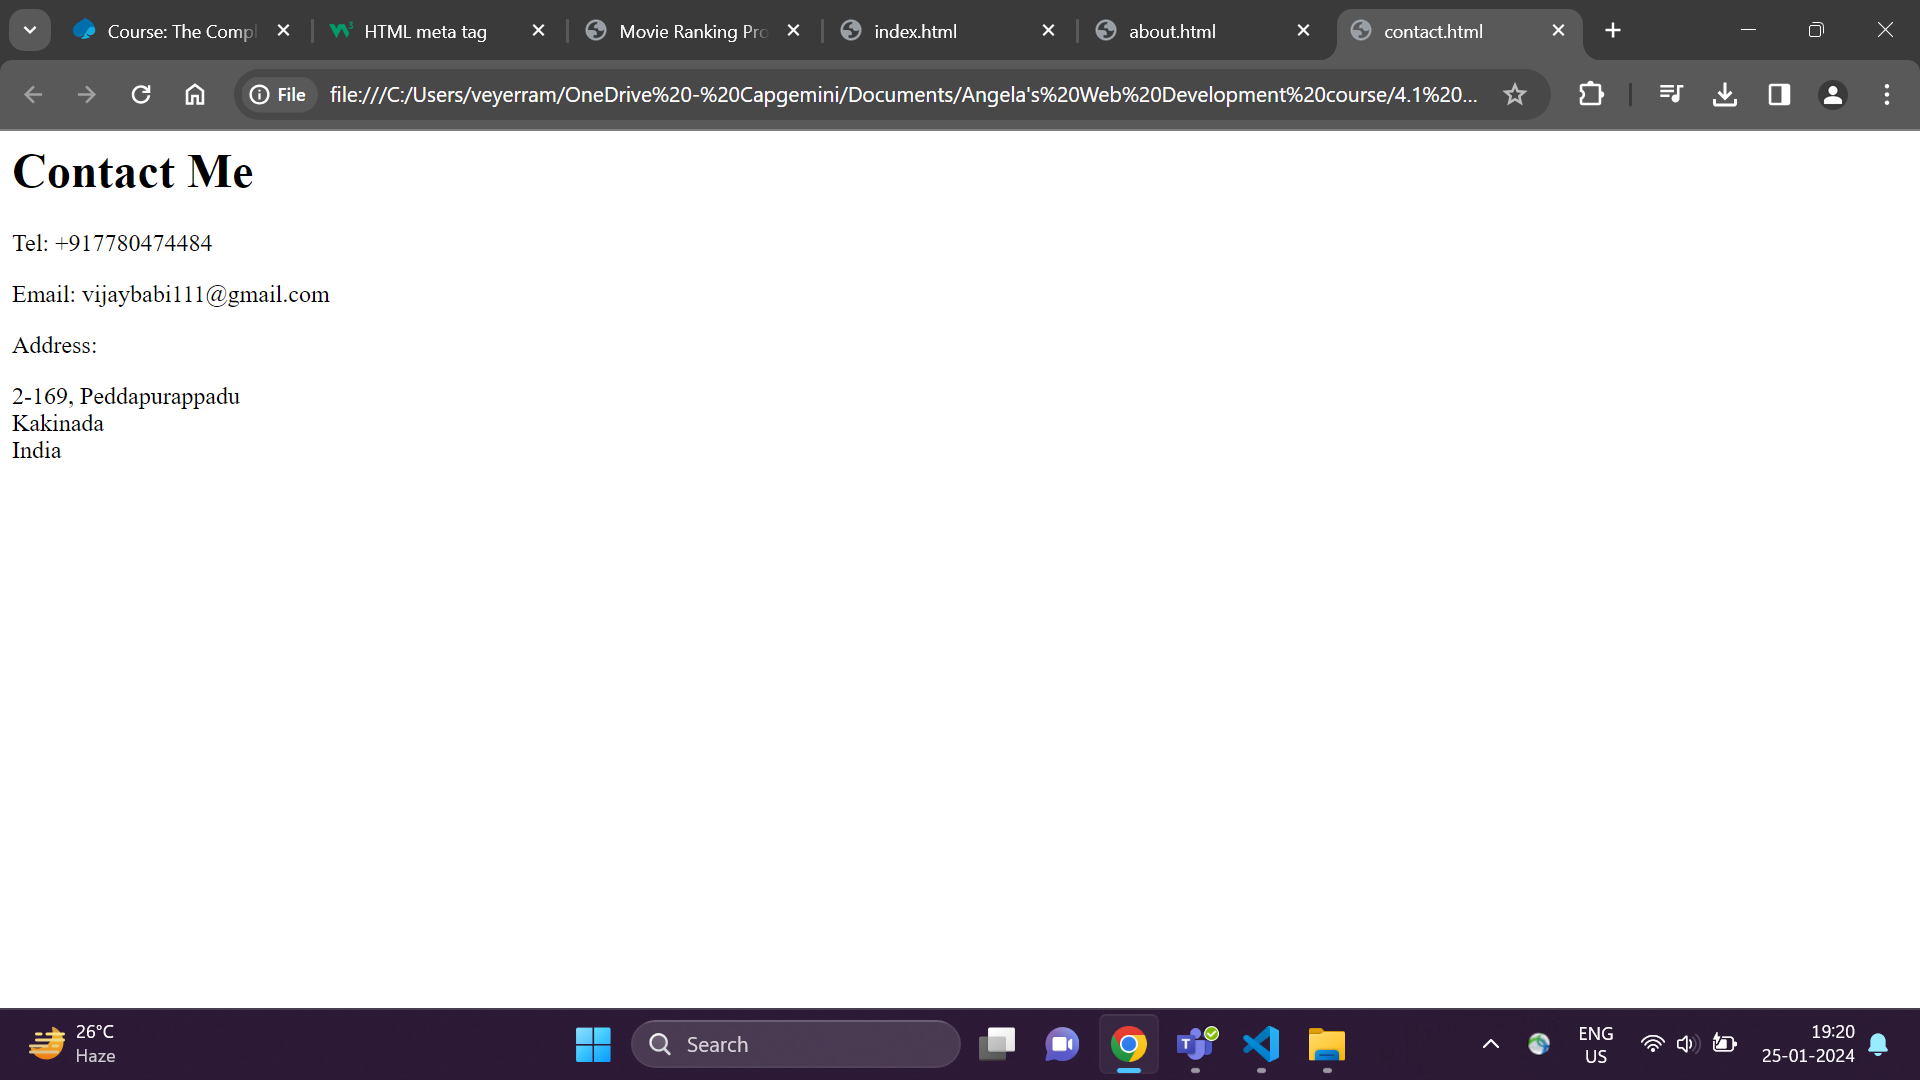 Course: The Compl
HTML meta tag
Movie Ranking Pro
index.html
about.html
contact.html
File
file:///C:/Users/veyerram/OneDrive%20-%20Capgemini/Documents/Angela's%20Web%20Development%20course/4.1%20...
Contact Me
Tel: +917780474484
Email: vijaybabi111@gmail.com
Address:
2-169, Peddapurappadu
Kakinada
India
26°C
Haze
Search
ENG
US
19:20
25-01-2024